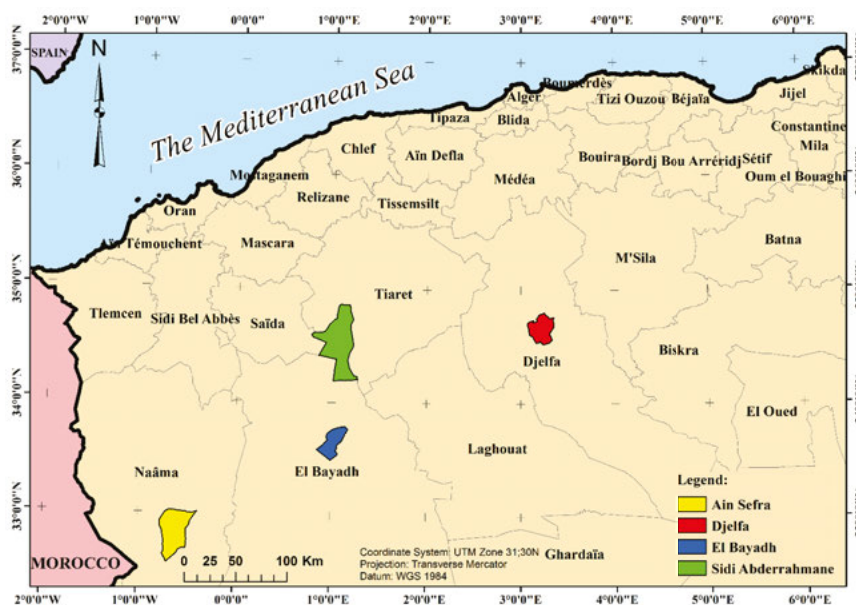 2°0'0"W 1°0'0"W 0°0'0" 1°0'0"E 2°0'0"E 3°0'0"E 4°0'0"E 5°0'0"E 6°0'0"E
37°0'0"N
36°0'0"N
35°0'0"N
34°0'0"N
33°0'0"N
SPAIN
N
The Mediterranean Sea
Skikda
Boumerdès
Alger
Tizi Ouzou
Béjaïa
Jijel
Tipaza
Blida
Constantine
Mila
Chlef
Aïn Defla
Médéa
Bouira
Bordj Bou Arréridj
Sétif
Oum el Bouaghi
Mostaganem
Relizane
Tissemsilt
Oran
Aïn Témouchent
Mascara
M'Sila
Batna
Tlemcen
Sidi Bel Abbès
Saïda
Tiaret
Djelfa
Biskra
El Oued
Laghouat
Naâma
El Bayadh
Ghardaïa
MOROCCO
0 25 50 100 Km
Coordinate System: UTM Zone 31;30N
Projection: Transverse Mercator
Datum: WGS 1984
Legend:
Ain Sefra
Djelfa
El Bayadh
Sidi Abderrahmane
2°0'0"W 1°0'0"W 0°0'0" 1°0'0"E 2°0'0"E 3°0'0"E 4°0'0"E 5°0'0"E 6°0'0"E